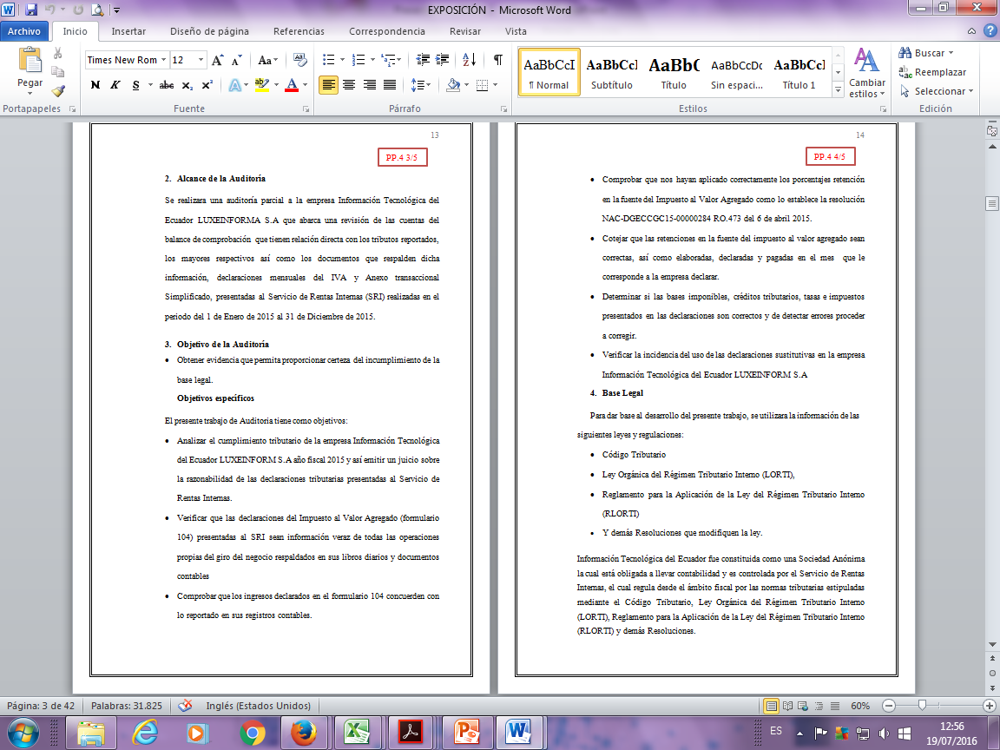 EXPOSICIÓN - Microsoft Word
Archivo Inicio Insertar Diseño de página Referencias Correspondencia Revisar Vista
Pegar
Times New Rom 12
N K S abc x₂ x²
AaBbCcI AaBbCcI AaBb( AaBbCcDc AaBbCcI
¶ Normal Subtítulo Título Sin espaci... Título 1
Cambiar estilos
Buscar
Reemplazar
Seleccionar
Portapapeles Fuente Párrafo Estilos Edición
13
PP.4 3/5
2. Alcance de la Auditoría
Se realizara una auditoría parcial a la empresa Información Tecnológica del
Ecuador LUXEINFORMA S.A que abarca una revisión de las cuentas del
balance de comprobación que tienen relación directa con los tributos reportados,
los mayores respectivos así como los documentos que respalden dicha
información, declaraciones mensuales del IVA y Anexo transaccional
Simplificado, presentadas al Servicio de Rentas Internas (SRI) realizadas en el
periodo del 1 de Enero de 2015 al 31 de Diciembre de 2015.
3. Objetivo de la Auditoría
• Obtener evidencia que permita proporcionar certeza del incumplimiento de la
base legal.
Objetivos específicos
El presente trabajo de Auditoria tiene como objetivos:
• Analizar el cumplimiento tributario de la empresa Información Tecnológica
del Ecuador LUXEINFORM S.A año fiscal 2015 y así emitir un juicio sobre
la razonabilidad de las declaraciones tributarias presentadas al Servicio de
Rentas Internas.
• Verificar que las declaraciones del Impuesto al Valor Agregado (formulario
104) presentadas al SRI sean información veraz de todas las operaciones
propias del giro del negocio respaldados en sus libros diarios y documentos
contables
• Comprobar que los ingresos declarados en el formulario 104 concuerden con
lo reportado en sus registros contables.
14
PP.4 4/5
• Comprobar que nos hayan aplicado correctamente los porcentajes retención
en la fuente del Impuesto al Valor Agregado como lo establece la resolución
NAC-DGECCGC15-00000284 RO.473 del 6 de abril 2015.
• Cotejar que las retenciones en la fuente del impuesto al valor agregado sean
correctas, así como elaboradas, declaradas y pagadas en el mes que le
corresponde a la empresa declarar.
• Determinar si las bases imponibles, créditos tributarios, tasas e impuestos
presentados en las declaraciones son correctos y de detectar errores proceder
a corregir.
• Verificar la incidencia del uso de las declaraciones sustitutivas en la empresa
Información Tecnológica del Ecuador LUXEINFORM S.A
4. Base Legal
Para dar base al desarrollo del presente trabajo, se utilizara la información de las
siguientes leyes y regulaciones:
• Código Tributario
• Ley Orgánica del Régimen Tributario Interno (LORTI),
• Reglamento para la Aplicación de la Ley del Régimen Tributario Interno
(RLORTI)
• Y demás Resoluciones que modifiquen la ley.
Información Tecnológica del Ecuador fue constituida como una Sociedad Anónima
la cual está obligada a llevar contabilidad y es controlada por el Servicio de Rentas
Internas, el cual regula desde el ámbito fiscal por las normas tributarias estipuladas
mediante el Código Tributario, Ley Orgánica del Régimen Tributario Interno
(LORTI), Reglamento para la Aplicación de la Ley del Régimen Tributario Interno
(RLORTI) y demás Resoluciones.
Página: 3 de 42 Palabras: 31.825 Inglés (Estados Unidos) 60%
ES 12:56
19/07/2016